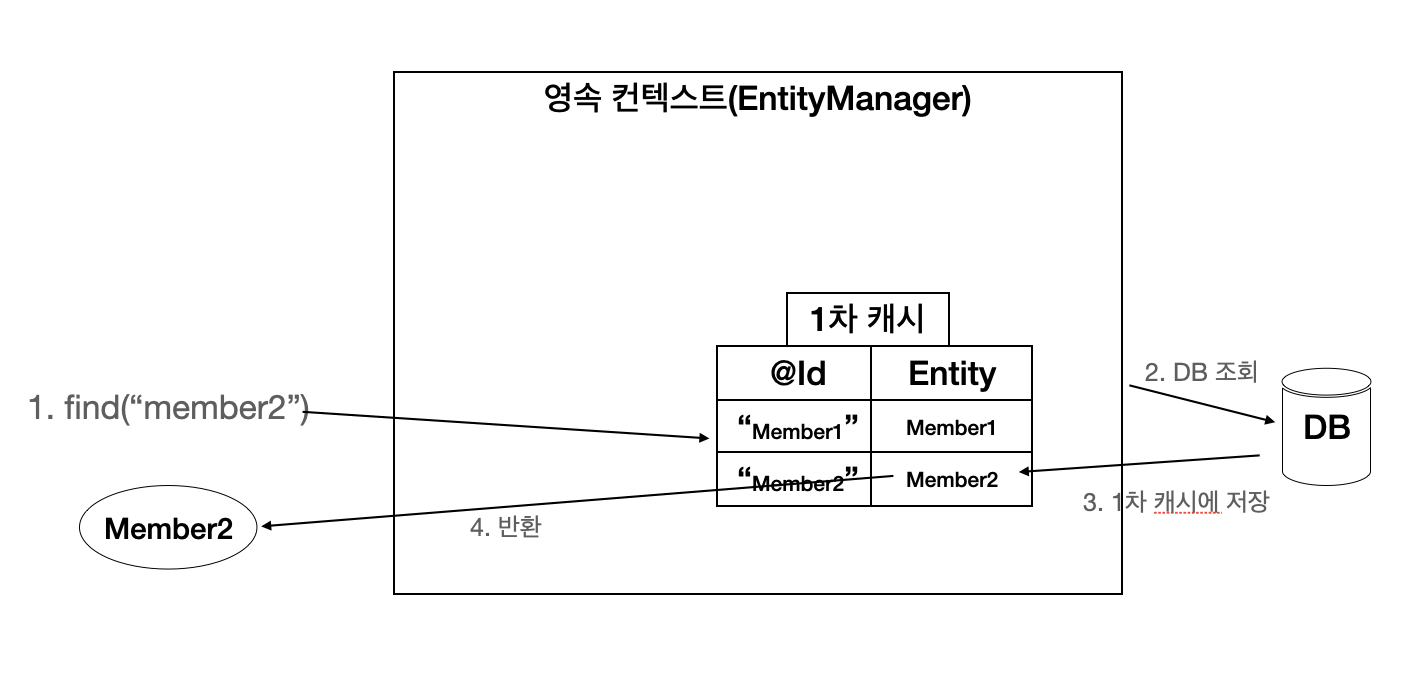 영속 컨텍스트(EntityManager)
1차 캐시
@Id
Entity
“Member1”
Member1
“Member2”
Member2
1. find(“member2”)
2. DB 조회
DB
3. 1차 캐시에 저장
4. 반환
Member2